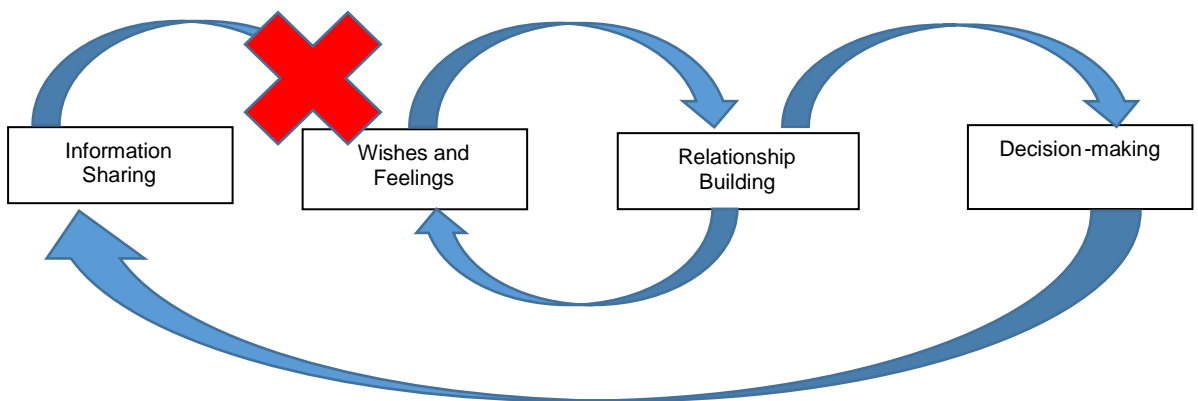 Information
Sharing
Wishes and
Feelings
Relationship
Building
Decision-making